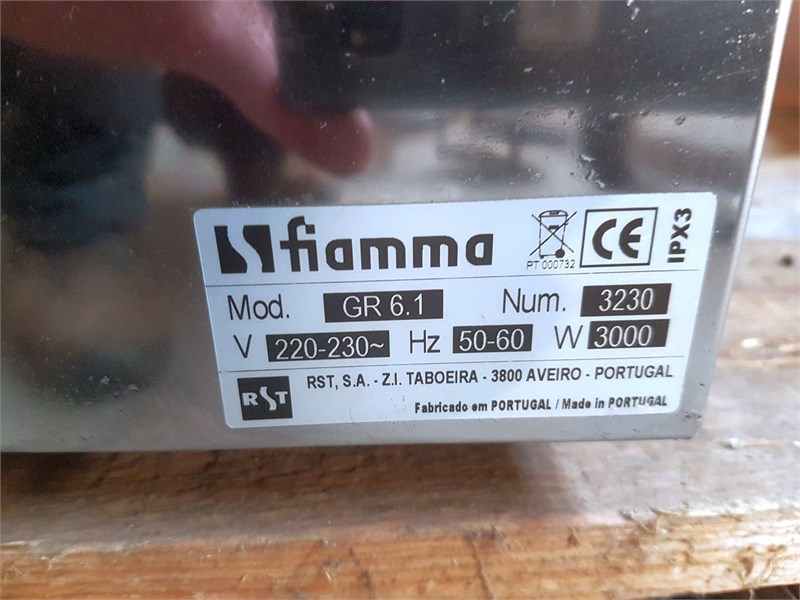 fiamma
PT 000732
CE
IPX3
Mod. GR 6.1 Num. 3230
V 220-230~ Hz 50-60 W 3000
RST
RST, S.A. - Z.I. TABOEIRA - 3800 AVEIRO - PORTUGAL
Fabricado em PORTUGAL / Made in PORTUGAL